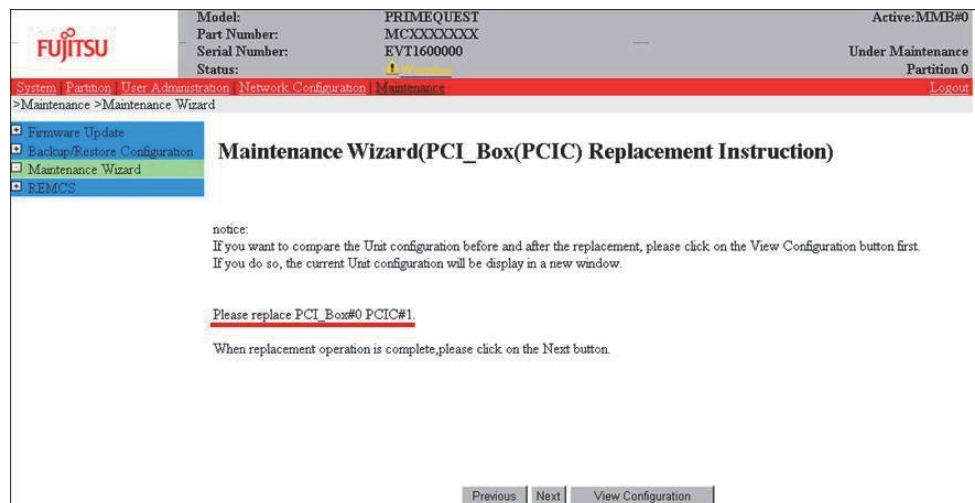 FUJITSU
Model: PRIMEQUEST
Part Number: MCXXXXXXX
Serial Number: EVT1600000
Status: Warning
Active:MMB#0
Under Maintenance
Partition 0
System | Partition | User Administration | Network Configuration | Maintenance Logout
>Maintenance >Maintenance Wizard
Firmware Update
Backup/Restore Configuration
Maintenance Wizard
REMCS
Maintenance Wizard(PCI_Box(PCIC) Replacement Instruction)
notice:
If you want to compare the Unit configuration before and after the replacement, please click on the View Configuration button first.
If you do so, the current Unit configuration will be display in a new window.
Please replace PCI_Box#0 PCIC#1.
When replacement operation is complete,please click on the Next button.
Previous Next View Configuration